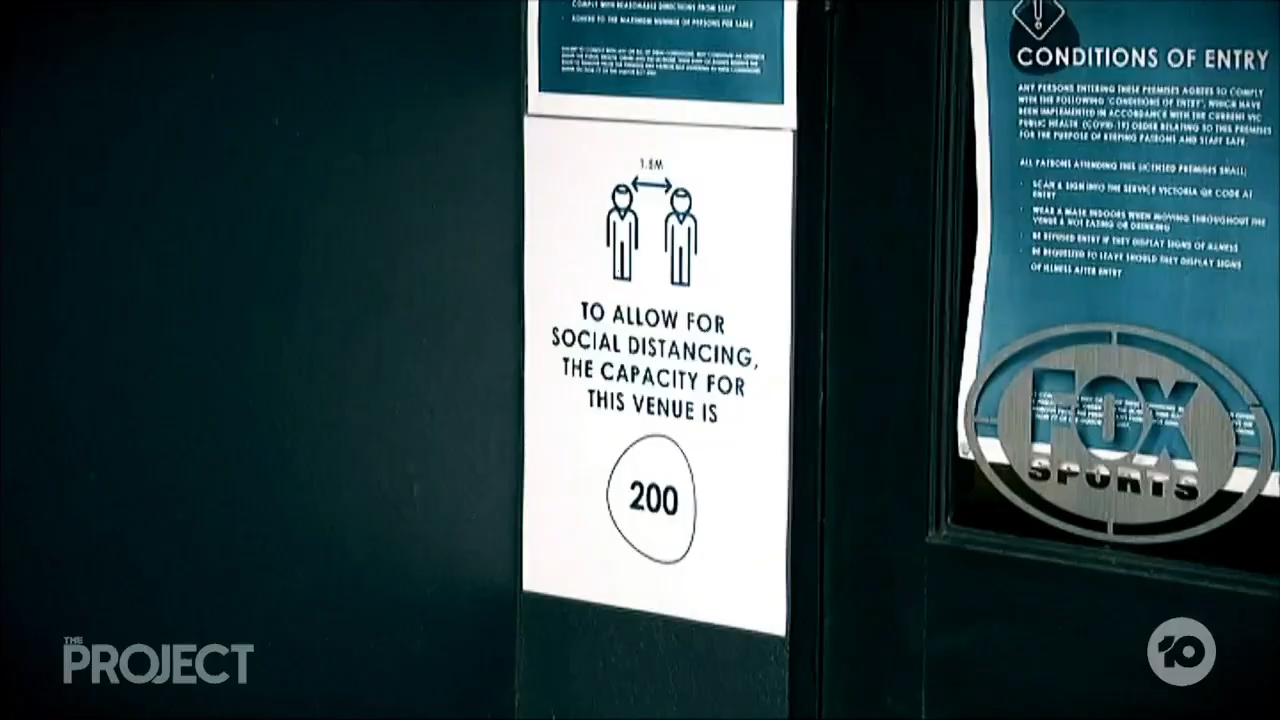 COMPLY WITH REASONABLE DIRECTIONS FROM STAFF
ADHERE TO THE MAXIMUM NUMBER OF PERSONS PER TABLE
1.5M
TO ALLOW FOR
SOCIAL DISTANCING,
THE CAPACITY FOR
THIS VENUE IS
200
CONDITIONS OF ENTRY
ANY PERSONS ENTERING THESE PREMISES AGREES TO COMPLY
WITH THE FOLLOWING 'CONDITIONS OF ENTRY', WHICH HAVE
BEEN IMPLEMENTED IN ACCORDANCE WITH THE CURRENT VIC
PUBLIC HEALTH (COVID-19) ORDER RELATING TO THIS PREMISES
FOR THE PURPOSE OF KEEPING PATRONS AND STAFF SAFE.
ALL PATRONS ATTENDING THIS LICENSED PREMISES SHALL:
SCAN & SIGN INTO THE SERVICE VICTORIA QR CODE AT
ENTRY
WEAR A MASK INDOORS WHEN MOVING THROUGHOUT THE
VENUE & NOT EATING OR DRINKING
BE REFUSED ENTRY IF THEY DISPLAY SIGNS OF ILLNESS
BE REQUESTED TO LEAVE SHOULD THEY DISPLAY SIGNS
OF ILLNESS AFTER ENTRY
FOX
SPORTS
THE
PROJECT
10